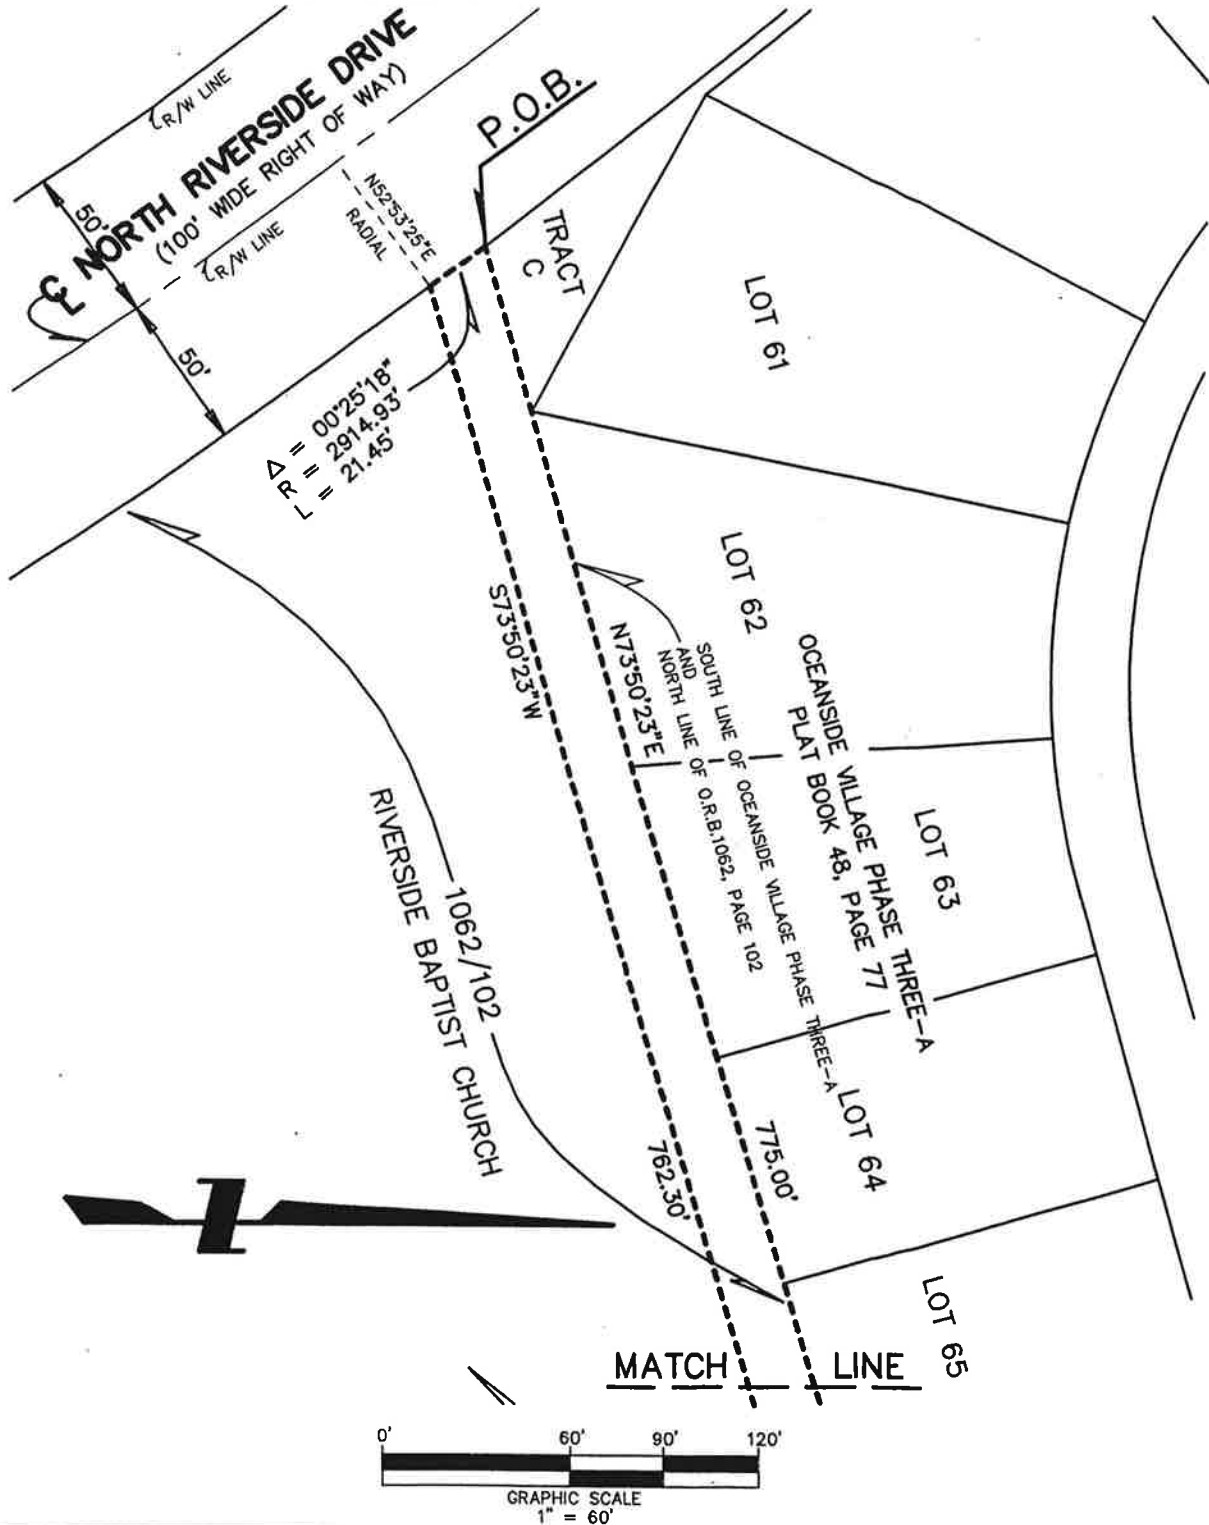 ℄ NORTH RIVERSIDE DRIVE
(100' WIDE RIGHT OF WAY)
R/W LINE
R/W LINE
50'
50'
P.O.B.
N52°53'25"E
RADIAL
TRACT
C
LOT 61
Δ = 00°25'18"
R = 2914.93'
L = 21.45'
LOT 62
S73°50'23"W
N73°50'23"E
SOUTH LINE OF OCEANSIDE VILLAGE PHASE THREE-A
AND
NORTH LINE OF O.R.B.1062, PAGE 102
OCEANSIDE VILLAGE PHASE THREE-A
PLAT BOOK 48, PAGE 77
LOT 63
1062/102
RIVERSIDE BAPTIST CHURCH
LOT 64
762.30'
775.00'
LOT 65
MATCH LINE
0' 60' 90' 120'
GRAPHIC SCALE
1" = 60'